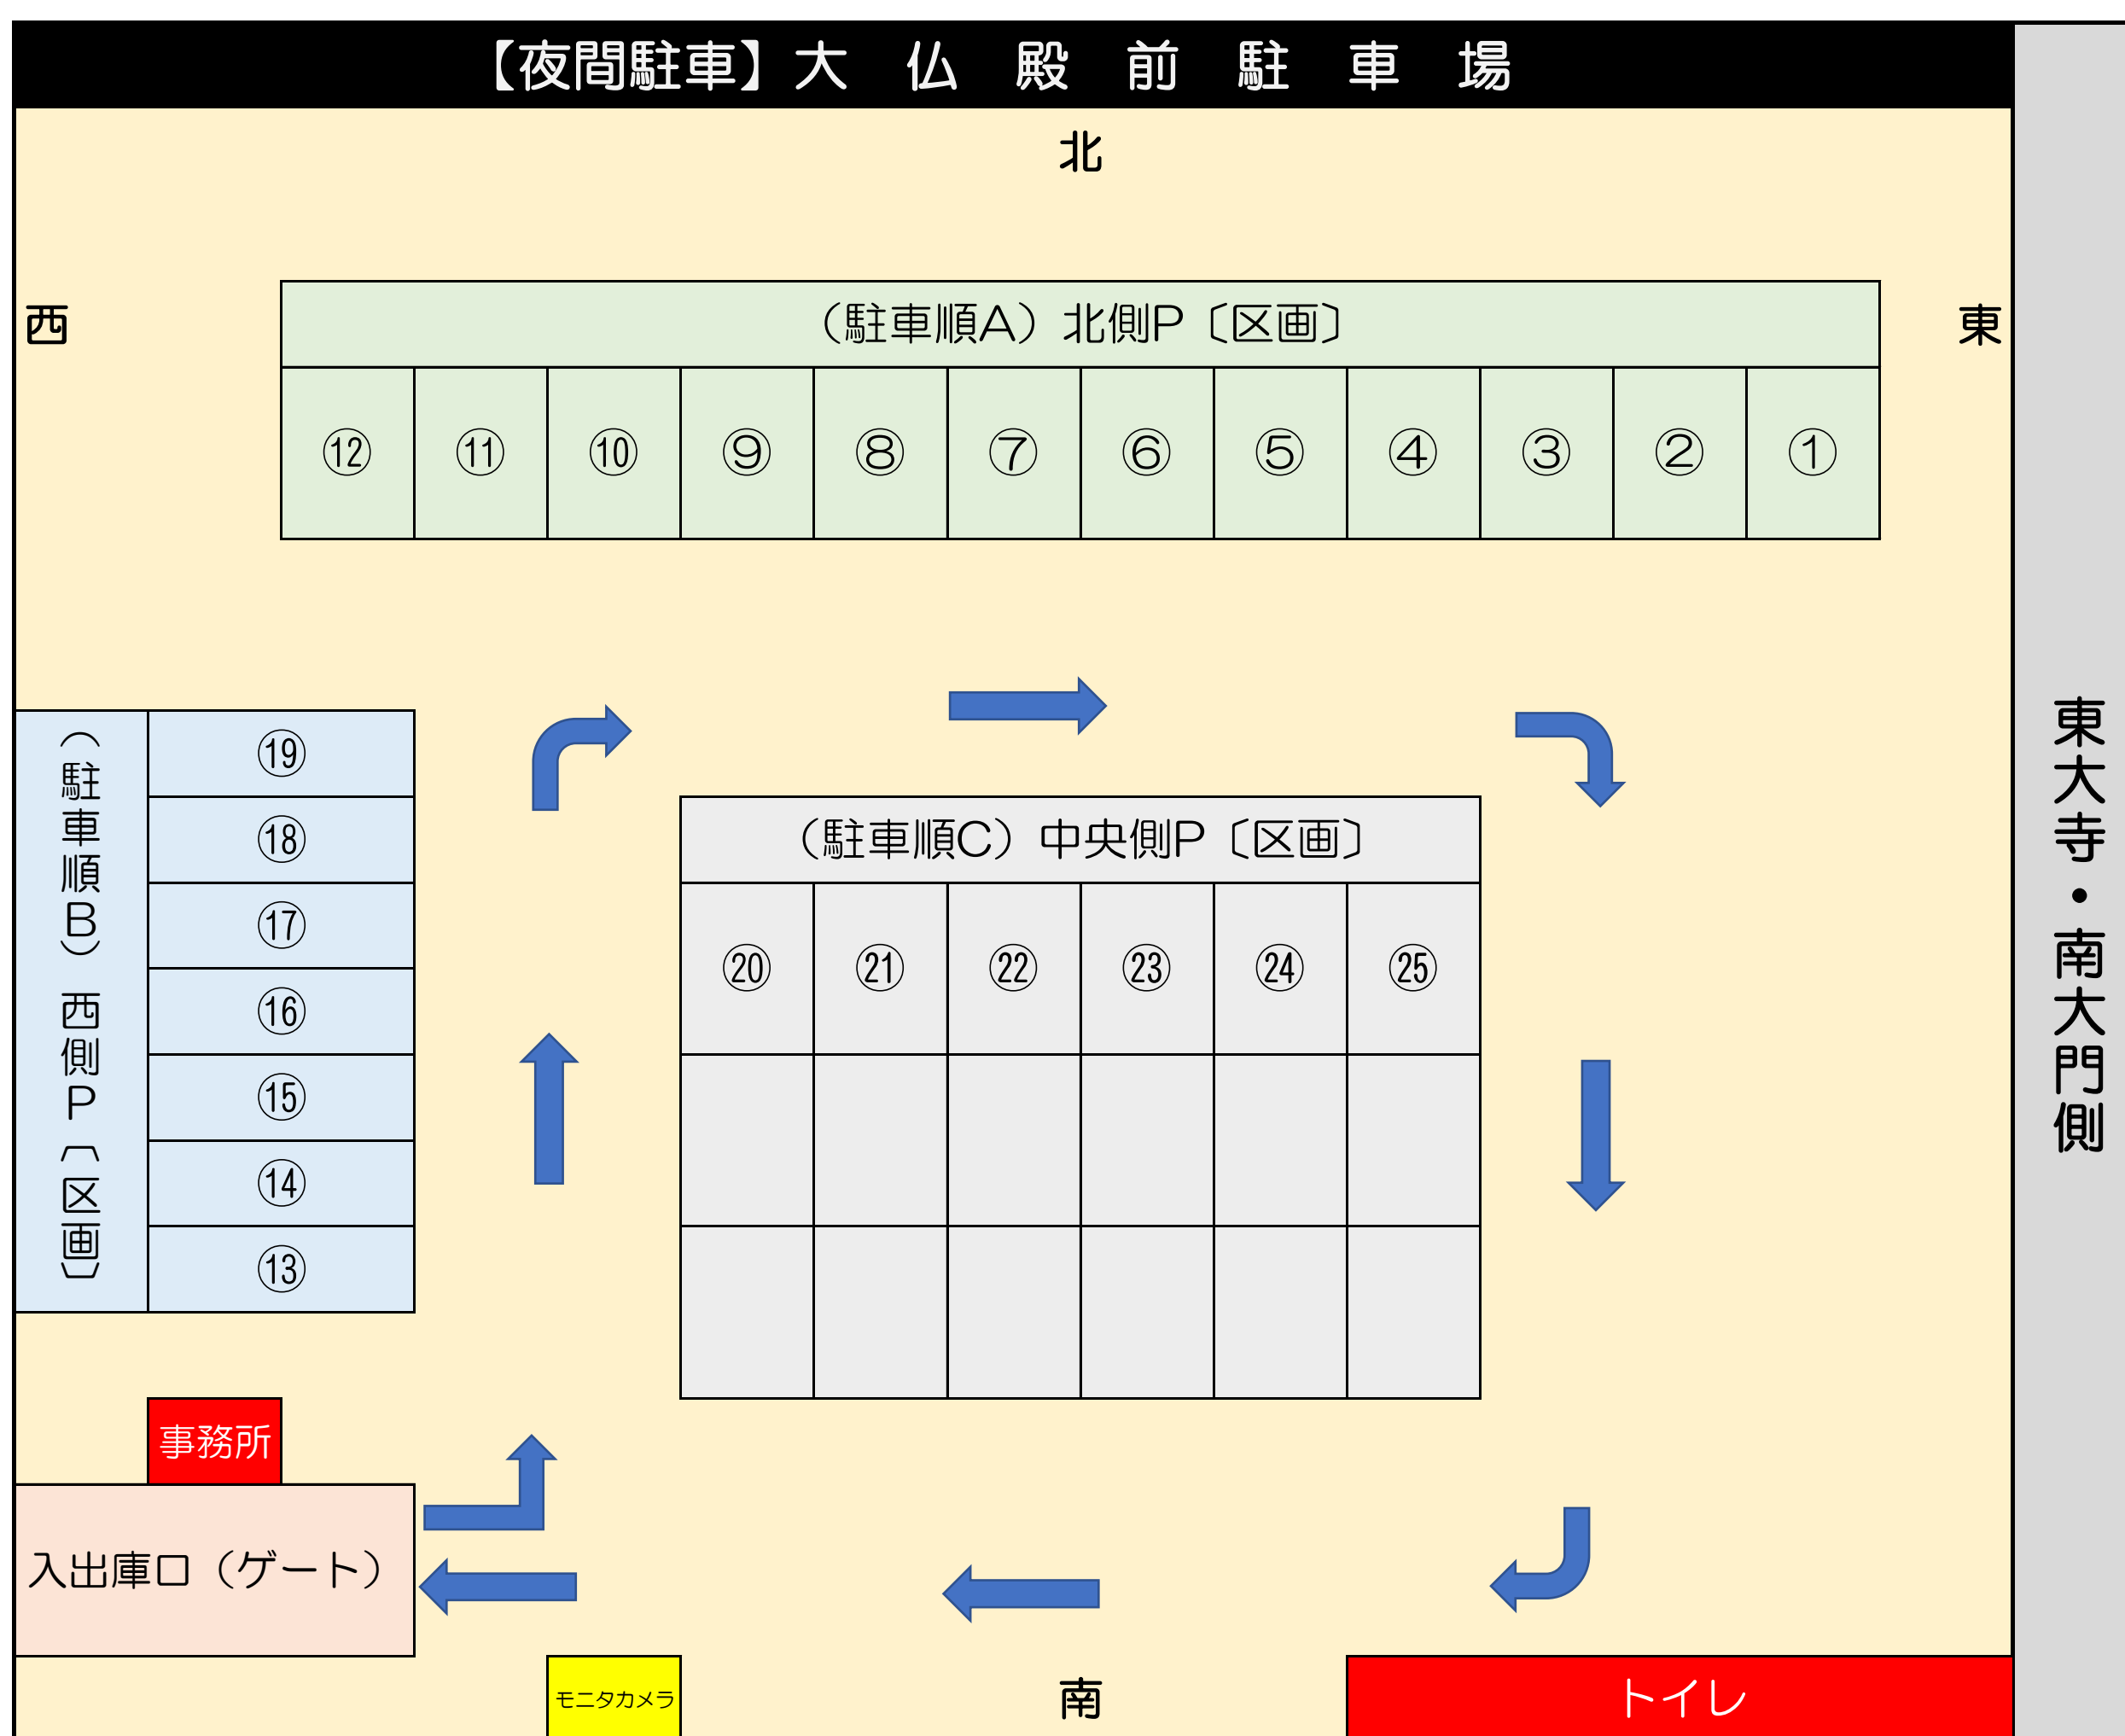 【夜間駐車】大仏殿前駐車場
北
西
東
（駐車順A）北側P〔区画〕
⑫ ⑪ ⑩ ⑨ ⑧ ⑦ ⑥ ⑤ ④ ③ ② ①
（駐車順B）西側P〔区画〕
⑲
⑱
⑰
⑯
⑮
⑭
⑬
（駐車順C）中央側P〔区画〕
⑳ ㉑ ㉒ ㉓ ㉔ ㉕
東大寺・南大門側
事務所
入出庫口（ゲート）
モニタカメラ
南
トイレ